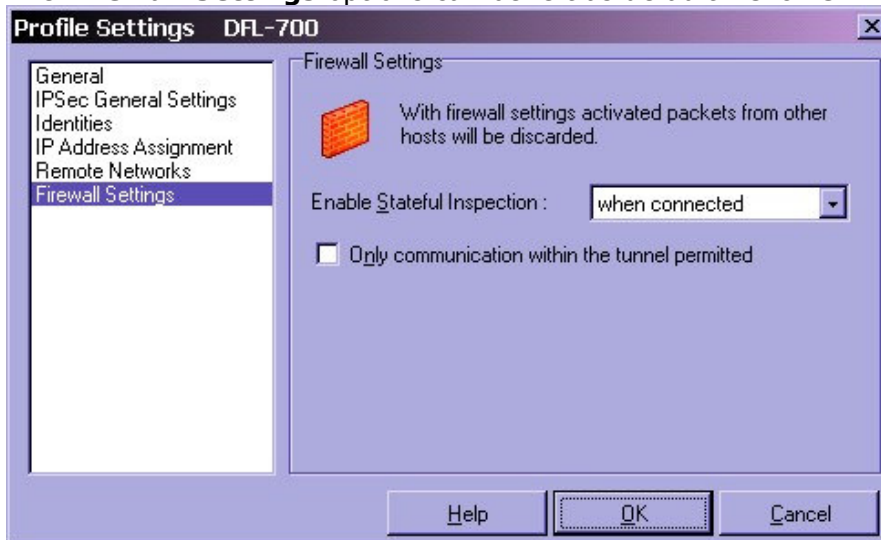 Profile Settings DFL-700
General
IPSec General Settings
Identities
IP Address Assignment
Remote Networks
Firewall Settings
Firewall Settings
With firewall settings activated packets from other
hosts will be discarded.
Enable Stateful Inspection :
when connected
Only communication within the tunnel permitted
Help
OK
Cancel